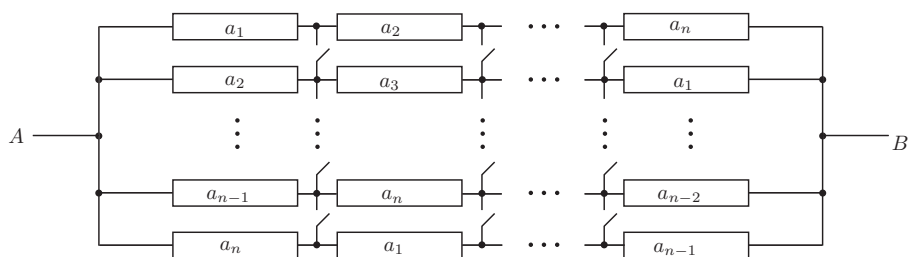 a₁ a₂ ... aₙ
a₂ a₃ ... a₁
A B
aₙ₋₁ aₙ ... aₙ₋₂
aₙ a₁ ... aₙ₋₁